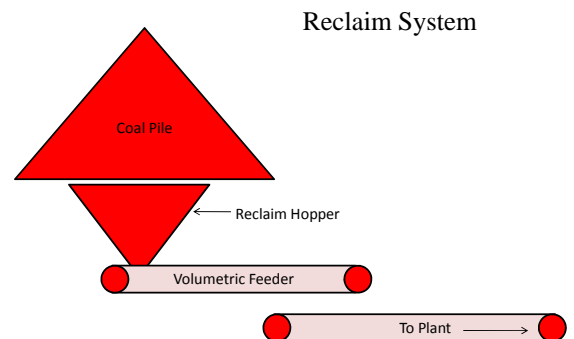 Reclaim System
Coal Pile
Reclaim Hopper
Volumetric Feeder
To Plant